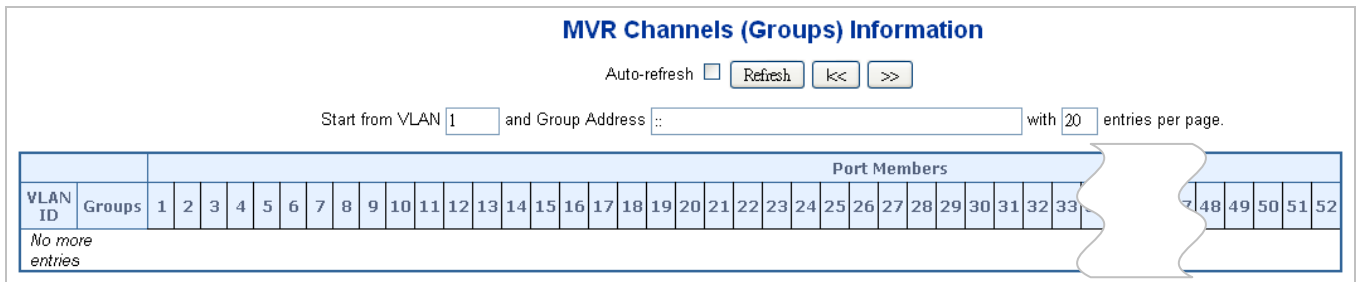 MVR Channels (Groups) Information
Auto-refresh Refresh |<< >>
Start from VLAN 1 and Group Address :: with 20 entries per page.
Port Members
VLAN ID Groups 1 2 3 4 5 6 7 8 9 10 11 12 13 14 15 16 17 18 19 20 21 22 23 24 25 26 27 28 29 30 31 32 33 48 49 50 51 52
No more
entries